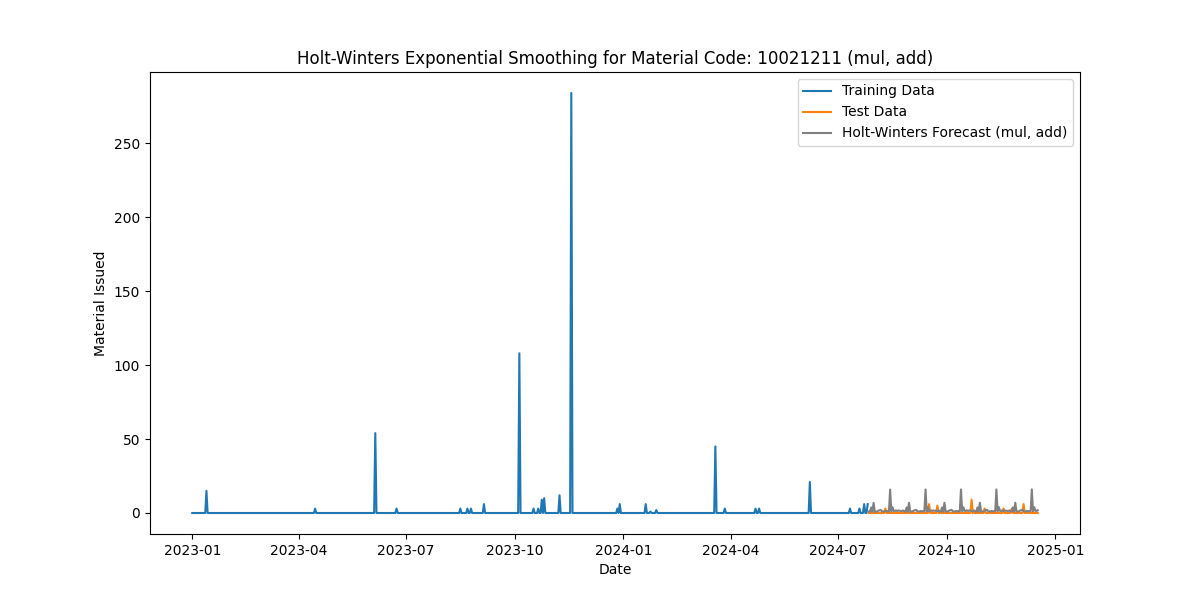 Holt-Winters Exponential Smoothing for Material Code: 10021211 (mul, add)
Training Data
Test Data
Holt-Winters Forecast (mul, add)
Material Issued
250
200
150
100
50
0
2023-01 2023-04 2023-07 2023-10 2024-01 2024-04 2024-07 2024-10 2025-01
Date